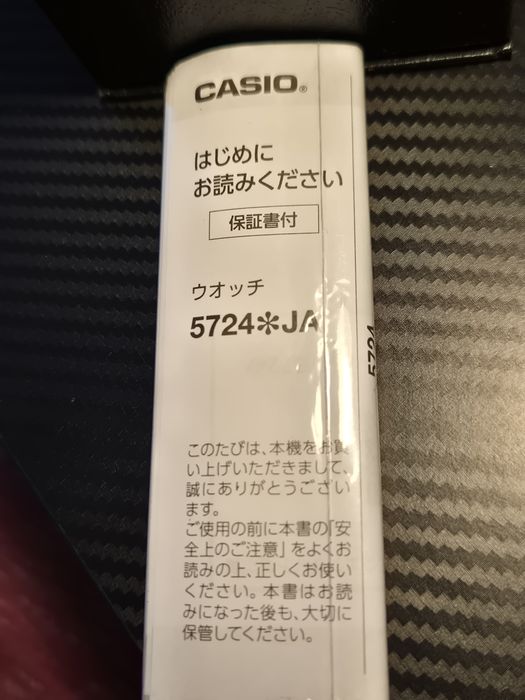 CASIO®
はじめに
お読みください
保証書付
ウオッチ
5724✽JA
5724
このたびは、本機をお買
い上げいただきまして、
誠にありがとうござい
ます。
ご使用の前に本書の「安
全上のご注意」をよくお
読みの上、正しくお使い
ください。本書はお読
みになった後も、大切に
保管してください。